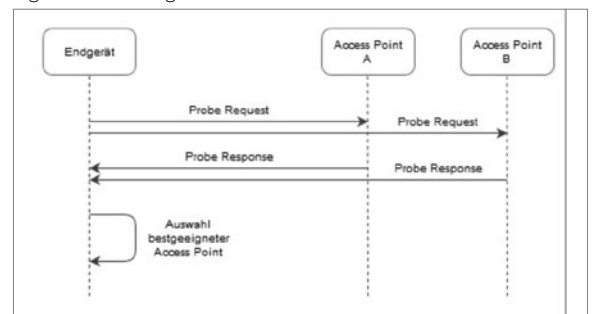 Endgerät
Access Point
A
Access Point
B
Probe Request
Probe Request
Probe Response
Probe Response
Auswahl
bestgeeigneter
Access Point